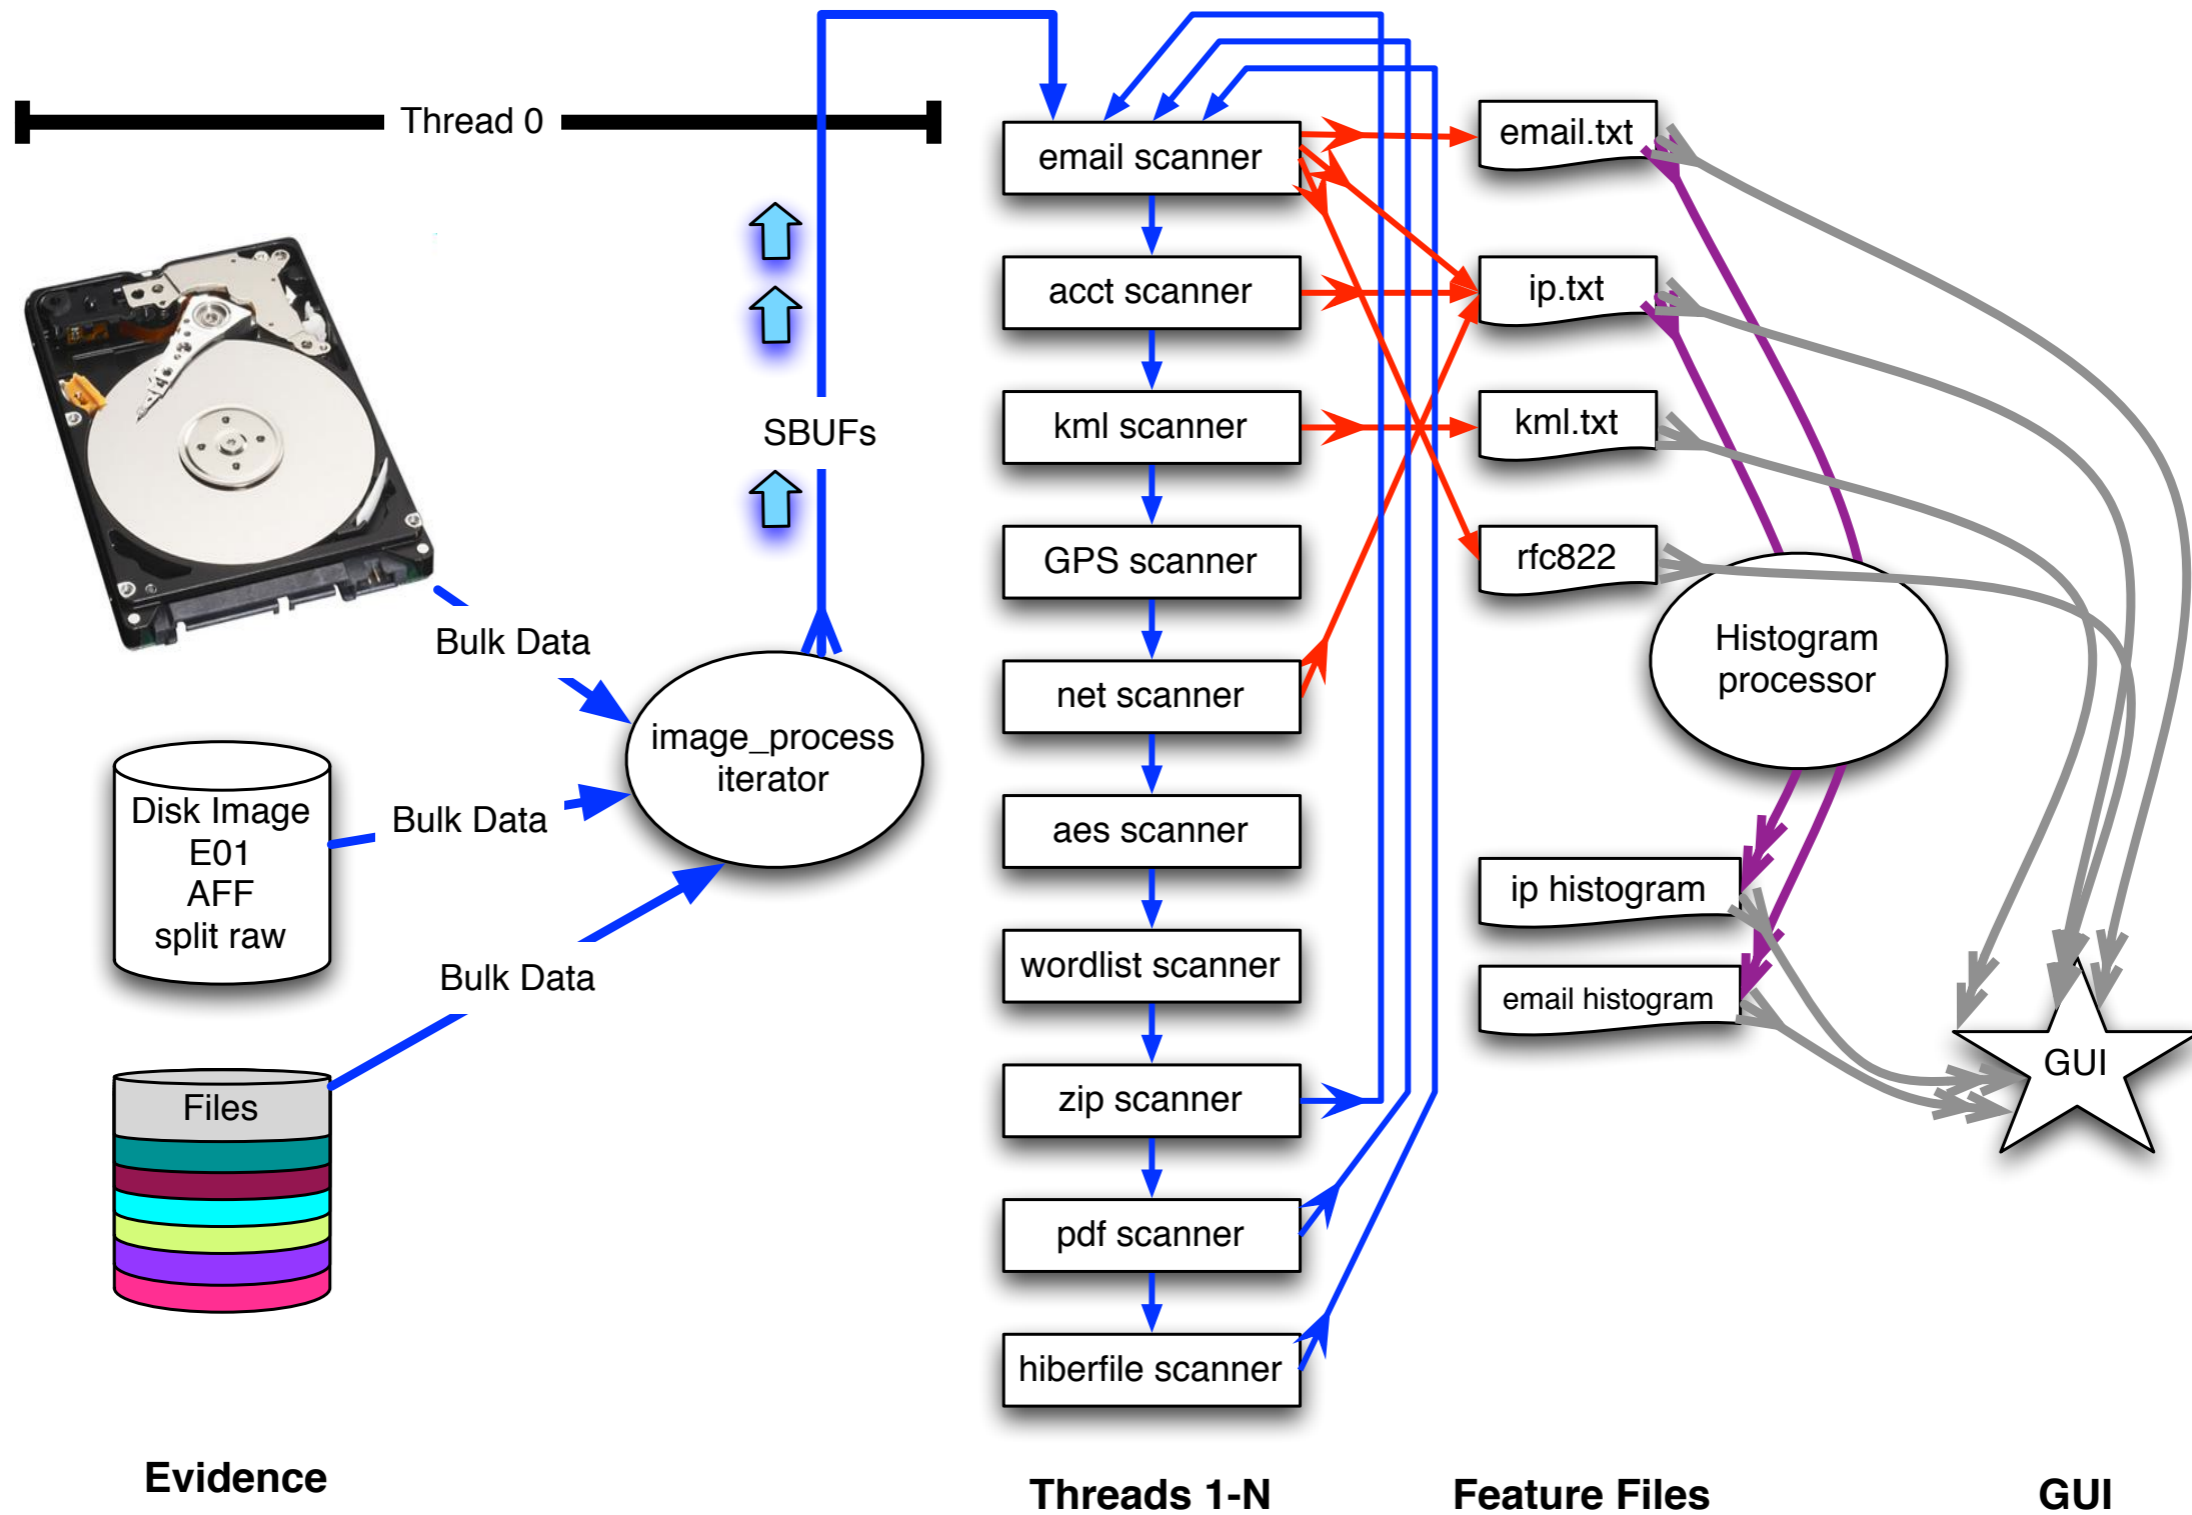 Thread 0
SBUFs
Bulk Data
Bulk Data
Bulk Data
image_process
iterator
Disk Image
E01
AFF
split raw
Files
Evidence
email scanner
acct scanner
kml scanner
GPS scanner
net scanner
aes scanner
wordlist scanner
zip scanner
pdf scanner
hiberfile scanner
Threads 1-N
email.txt
ip.txt
kml.txt
rfc822
Histogram
processor
ip histogram
email histogram
Feature Files
GUI
GUI